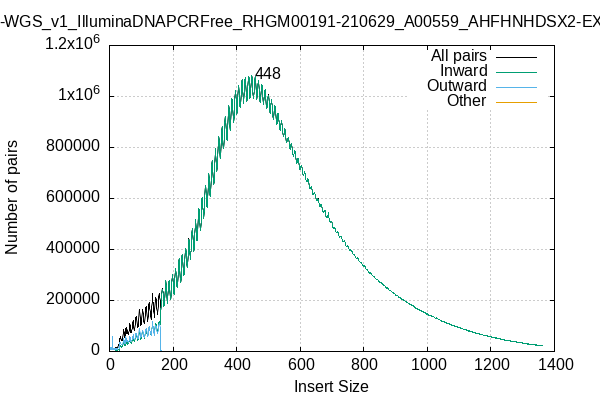 -WGS_v1_IlluminaDNAPCRFree_RHGM00191-210629_A00559_AHFHNHDSX2-EX
1.2x10^6
1x10^6
800000
600000
400000
200000
0
Number of pairs
448
All pairs
Inward
Outward
Other
0 200 400 600 800 1000 1200 1400
Insert Size